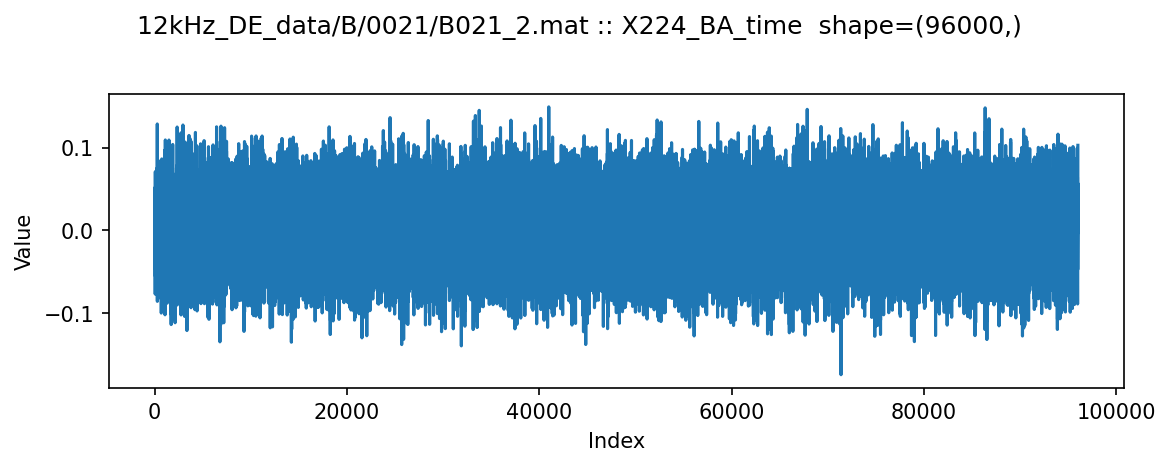 12kHz_DE_data/B/0021/B021_2.mat :: X224_BA_time  shape=(96000,)
0.1
0.0
−0.1
Value
0 20000 40000 60000 80000 100000
Index